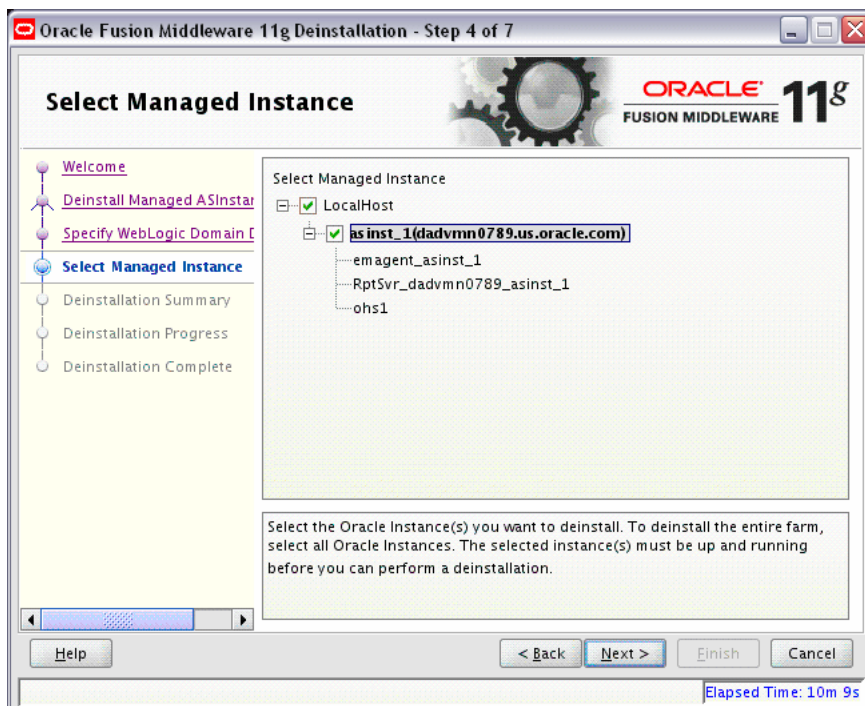 Oracle Fusion Middleware 11g Deinstallation - Step 4 of 7
Select Managed Instance
ORACLE
FUSION MIDDLEWARE
11g
Welcome
Deinstall Managed ASInstar
Specify WebLogic Domain D
Select Managed Instance
Deinstallation Summary
Deinstallation Progress
Deinstallation Complete
Select Managed Instance
LocalHost
asinst_1(dadvmn0789.us.oracle.com)
emagent_asinst_1
RptSvr_dadvmn0789_asinst_1
ohs1
Select the Oracle Instance(s) you want to deinstall. To deinstall the entire farm,
select all Oracle Instances. The selected instance(s) must be up and running
before you can perform a deinstallation.
Help
< Back
Next >
Finish
Cancel
Elapsed Time: 10m 9s